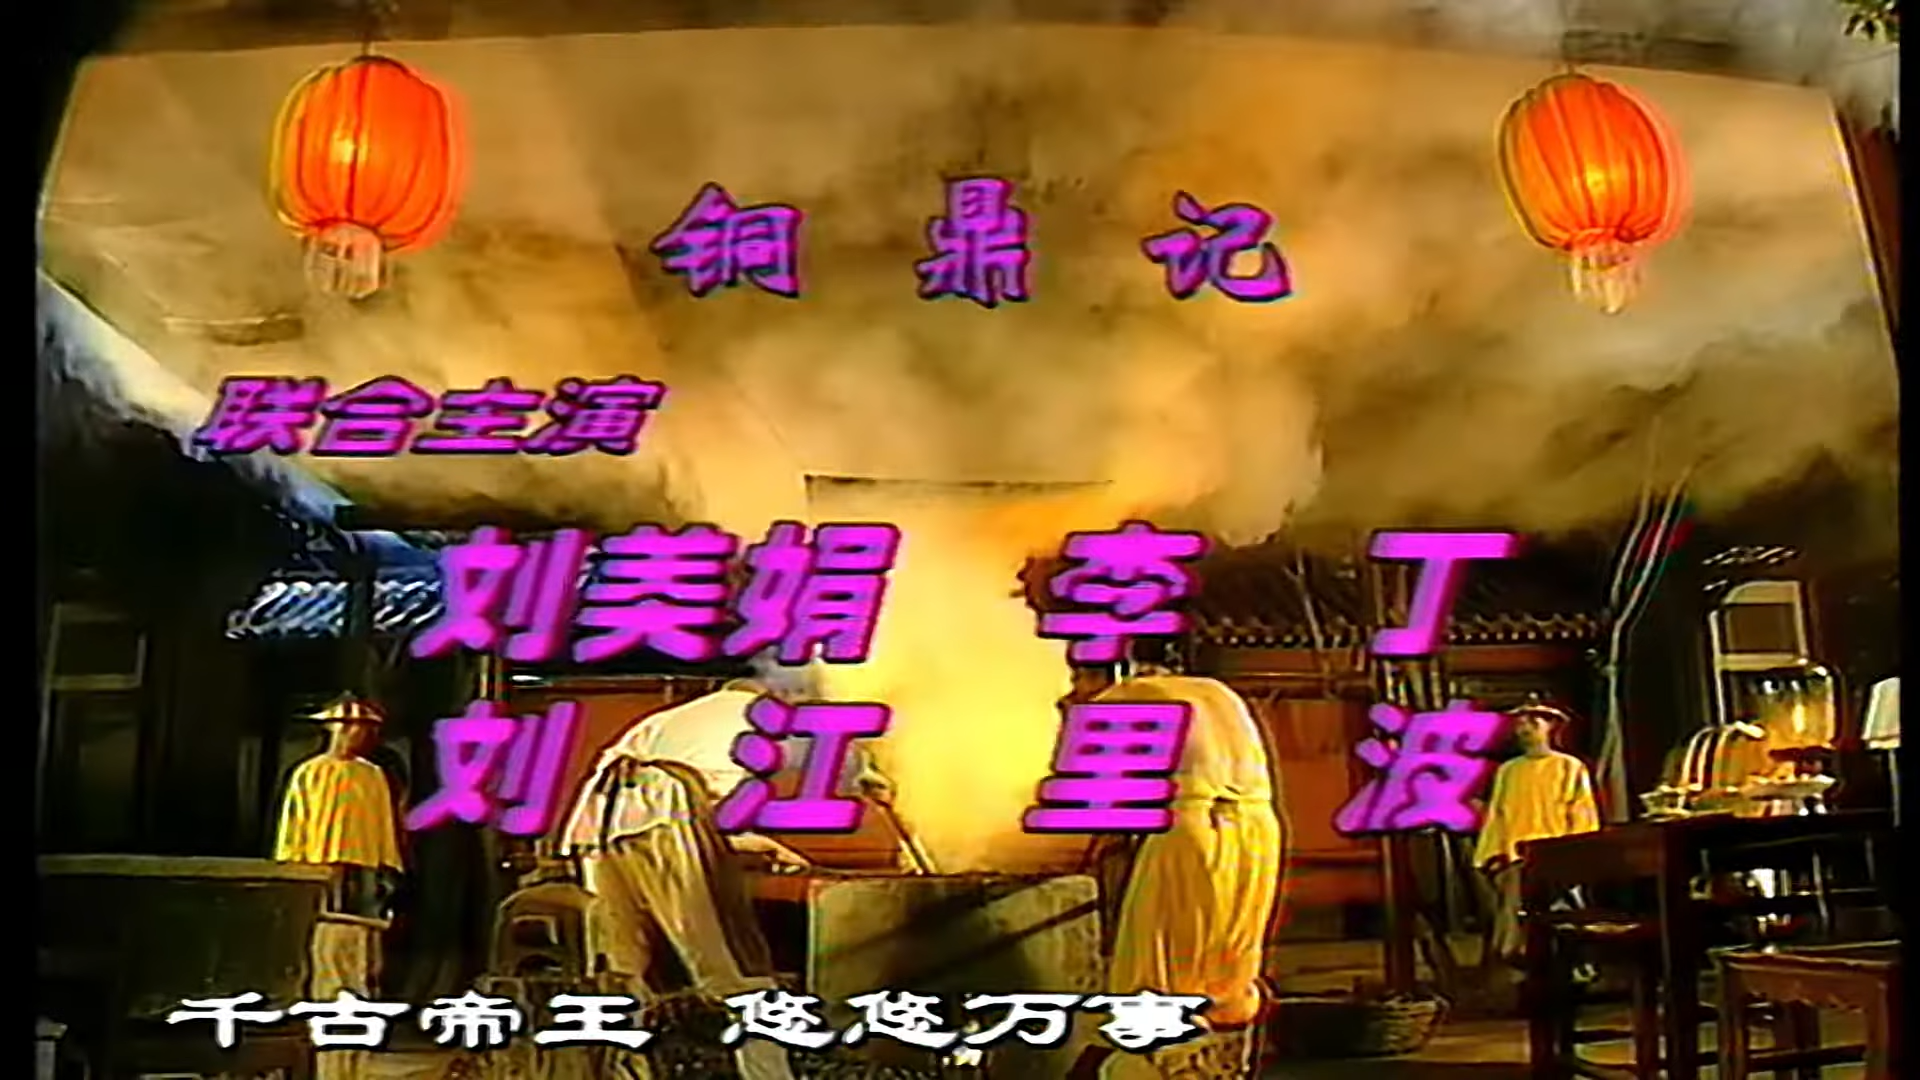 铜鼎记
联合主演
刘美娟 李丁
刘江 里波
千古帝王 悠悠万事